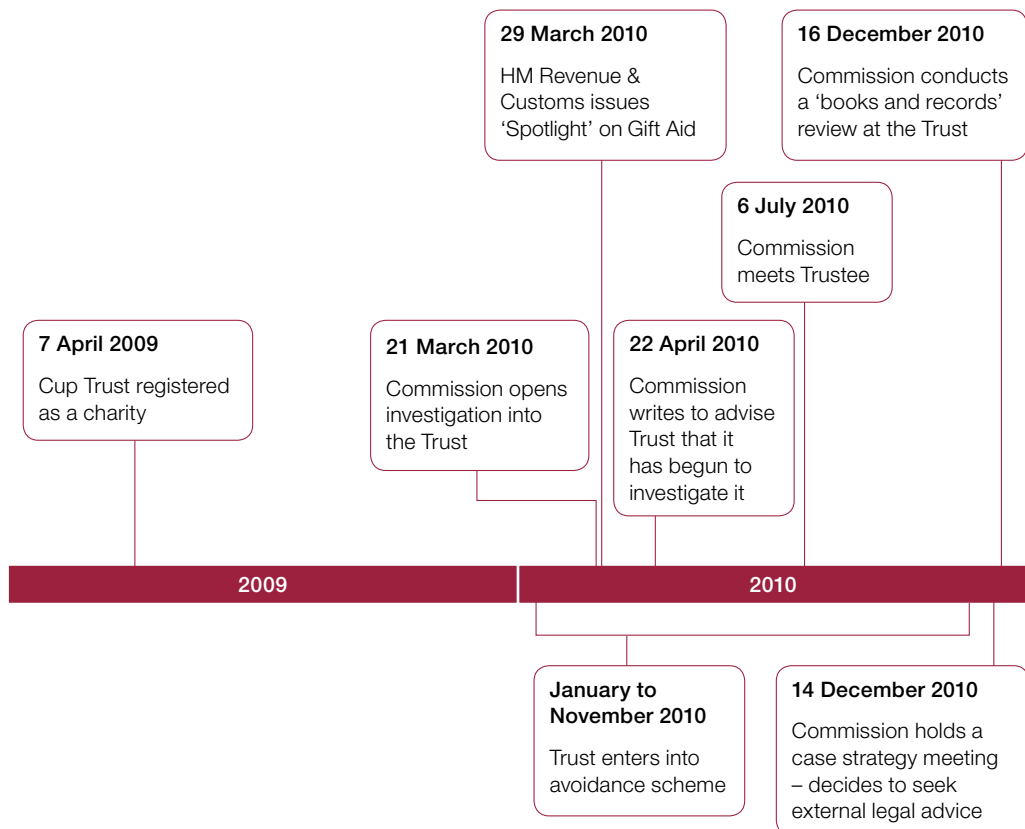 29 March 2010
HM Revenue &
Customs issues
‘Spotlight’ on Gift Aid
16 December 2010
Commission conducts
a ‘books and records’
review at the Trust
6 July 2010
Commission
meets Trustee
7 April 2009
Cup Trust registered
as a charity
21 March 2010
Commission opens
investigation into
the Trust
22 April 2010
Commission
writes to advise
Trust that it
has begun to
investigate it
2009
2010
January to
November 2010
Trust enters into
avoidance scheme
14 December 2010
Commission holds a
case strategy meeting
– decides to seek
external legal advice